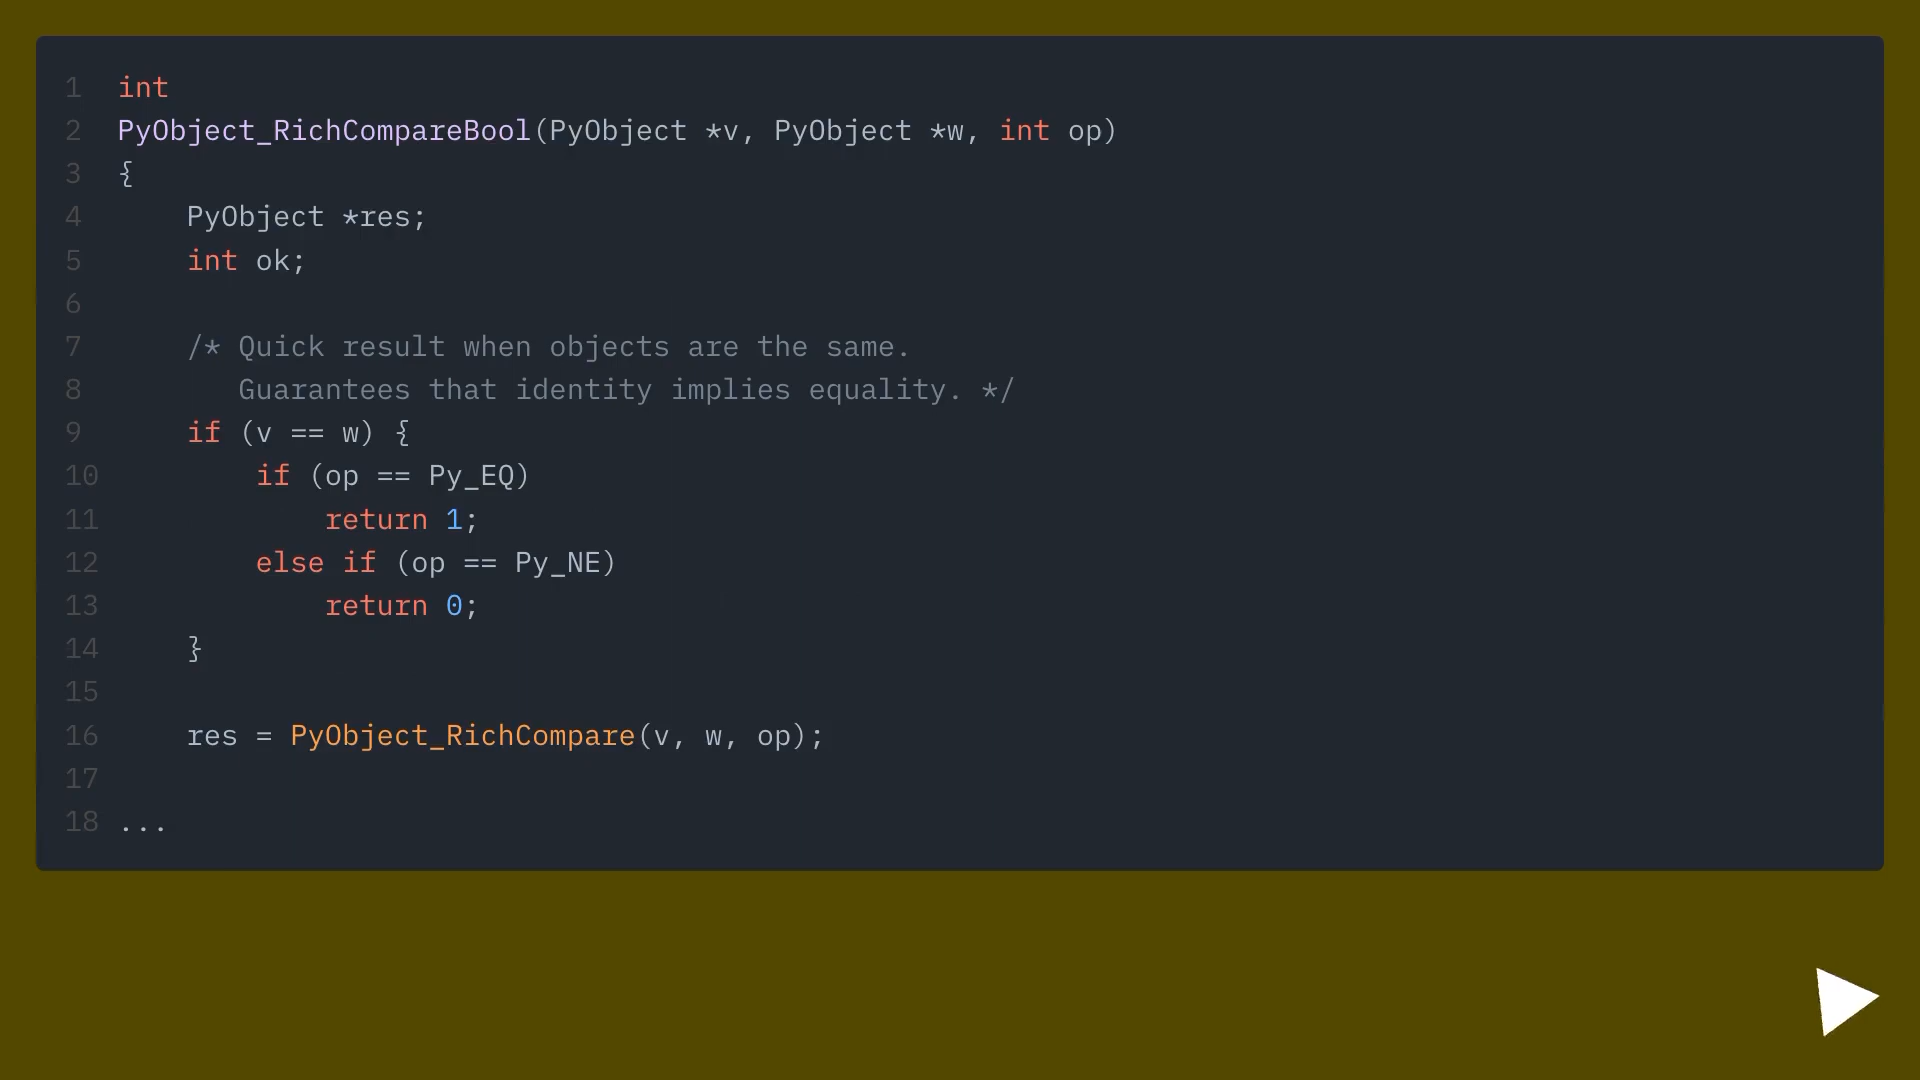 1 int
2 PyObject_RichCompareBool(PyObject *v, PyObject *w, int op)
3 {
4     PyObject *res;
5     int ok;
6
7     /* Quick result when objects are the same.
8        Guarantees that identity implies equality. */
9     if (v == w) {
10         if (op == Py_EQ)
11             return 1;
12         else if (op == Py_NE)
13             return 0;
14     }
15
16     res = PyObject_RichCompare(v, w, op);
17
18 ...